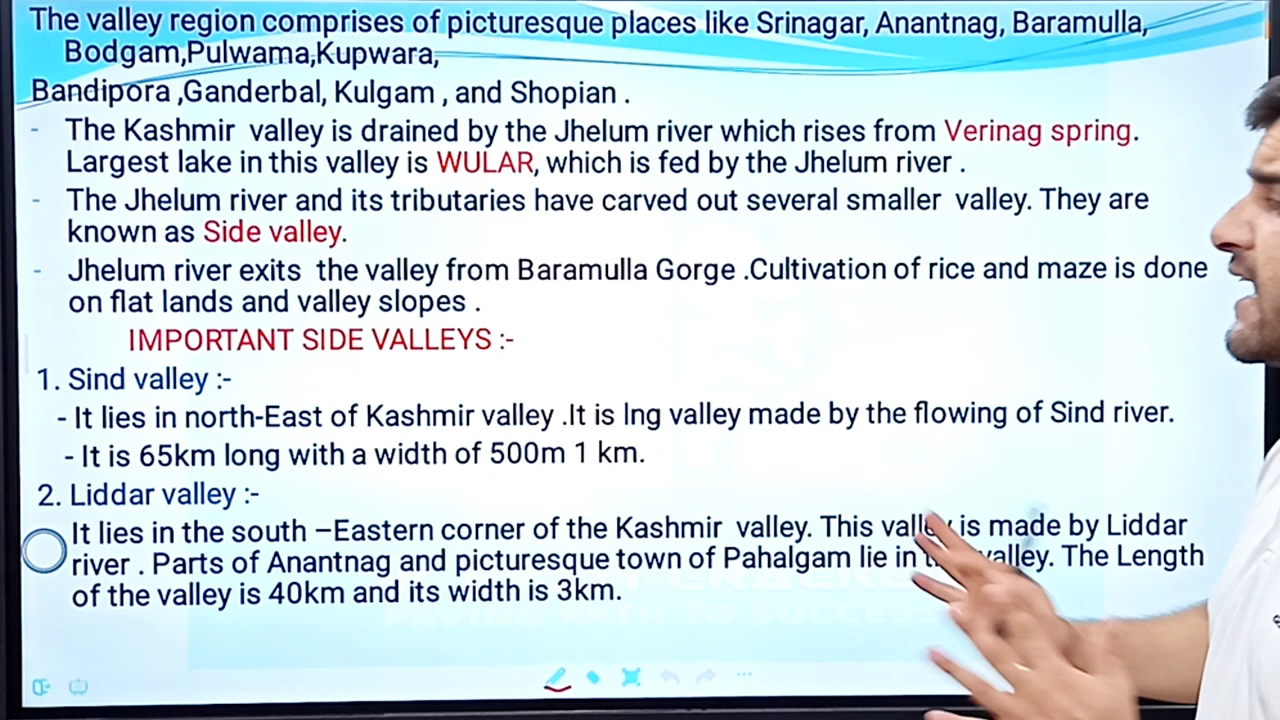 The valley region comprises of picturesque places like Srinagar, Anantnag, Baramulla,
Bodgam,Pulwama,Kupwara,
Bandipora ,Ganderbal, Kulgam , and Shopian .
- The Kashmir valley is drained by the Jhelum river which rises from Verinag spring.
Largest lake in this valley is WULAR, which is fed by the Jhelum river .
- The Jhelum river and its tributaries have carved out several smaller valley. They are
known as Side valley.
- Jhelum river exits the valley from Baramulla Gorge .Cultivation of rice and maze is done
on flat lands and valley slopes .
IMPORTANT SIDE VALLEYS :-
1. Sind valley :-
- It lies in north-East of Kashmir valley .It is lng valley made by the flowing of Sind river.
- It is 65km long with a width of 500m 1 km.
2. Liddar valley :-
It lies in the south –Eastern corner of the Kashmir valley. This valley is made by Liddar
river . Parts of Anantnag and picturesque town of Pahalgam lie in valley. The Length
of the valley is 40km and its width is 3km.
PAVING PATH TO SUCCESS